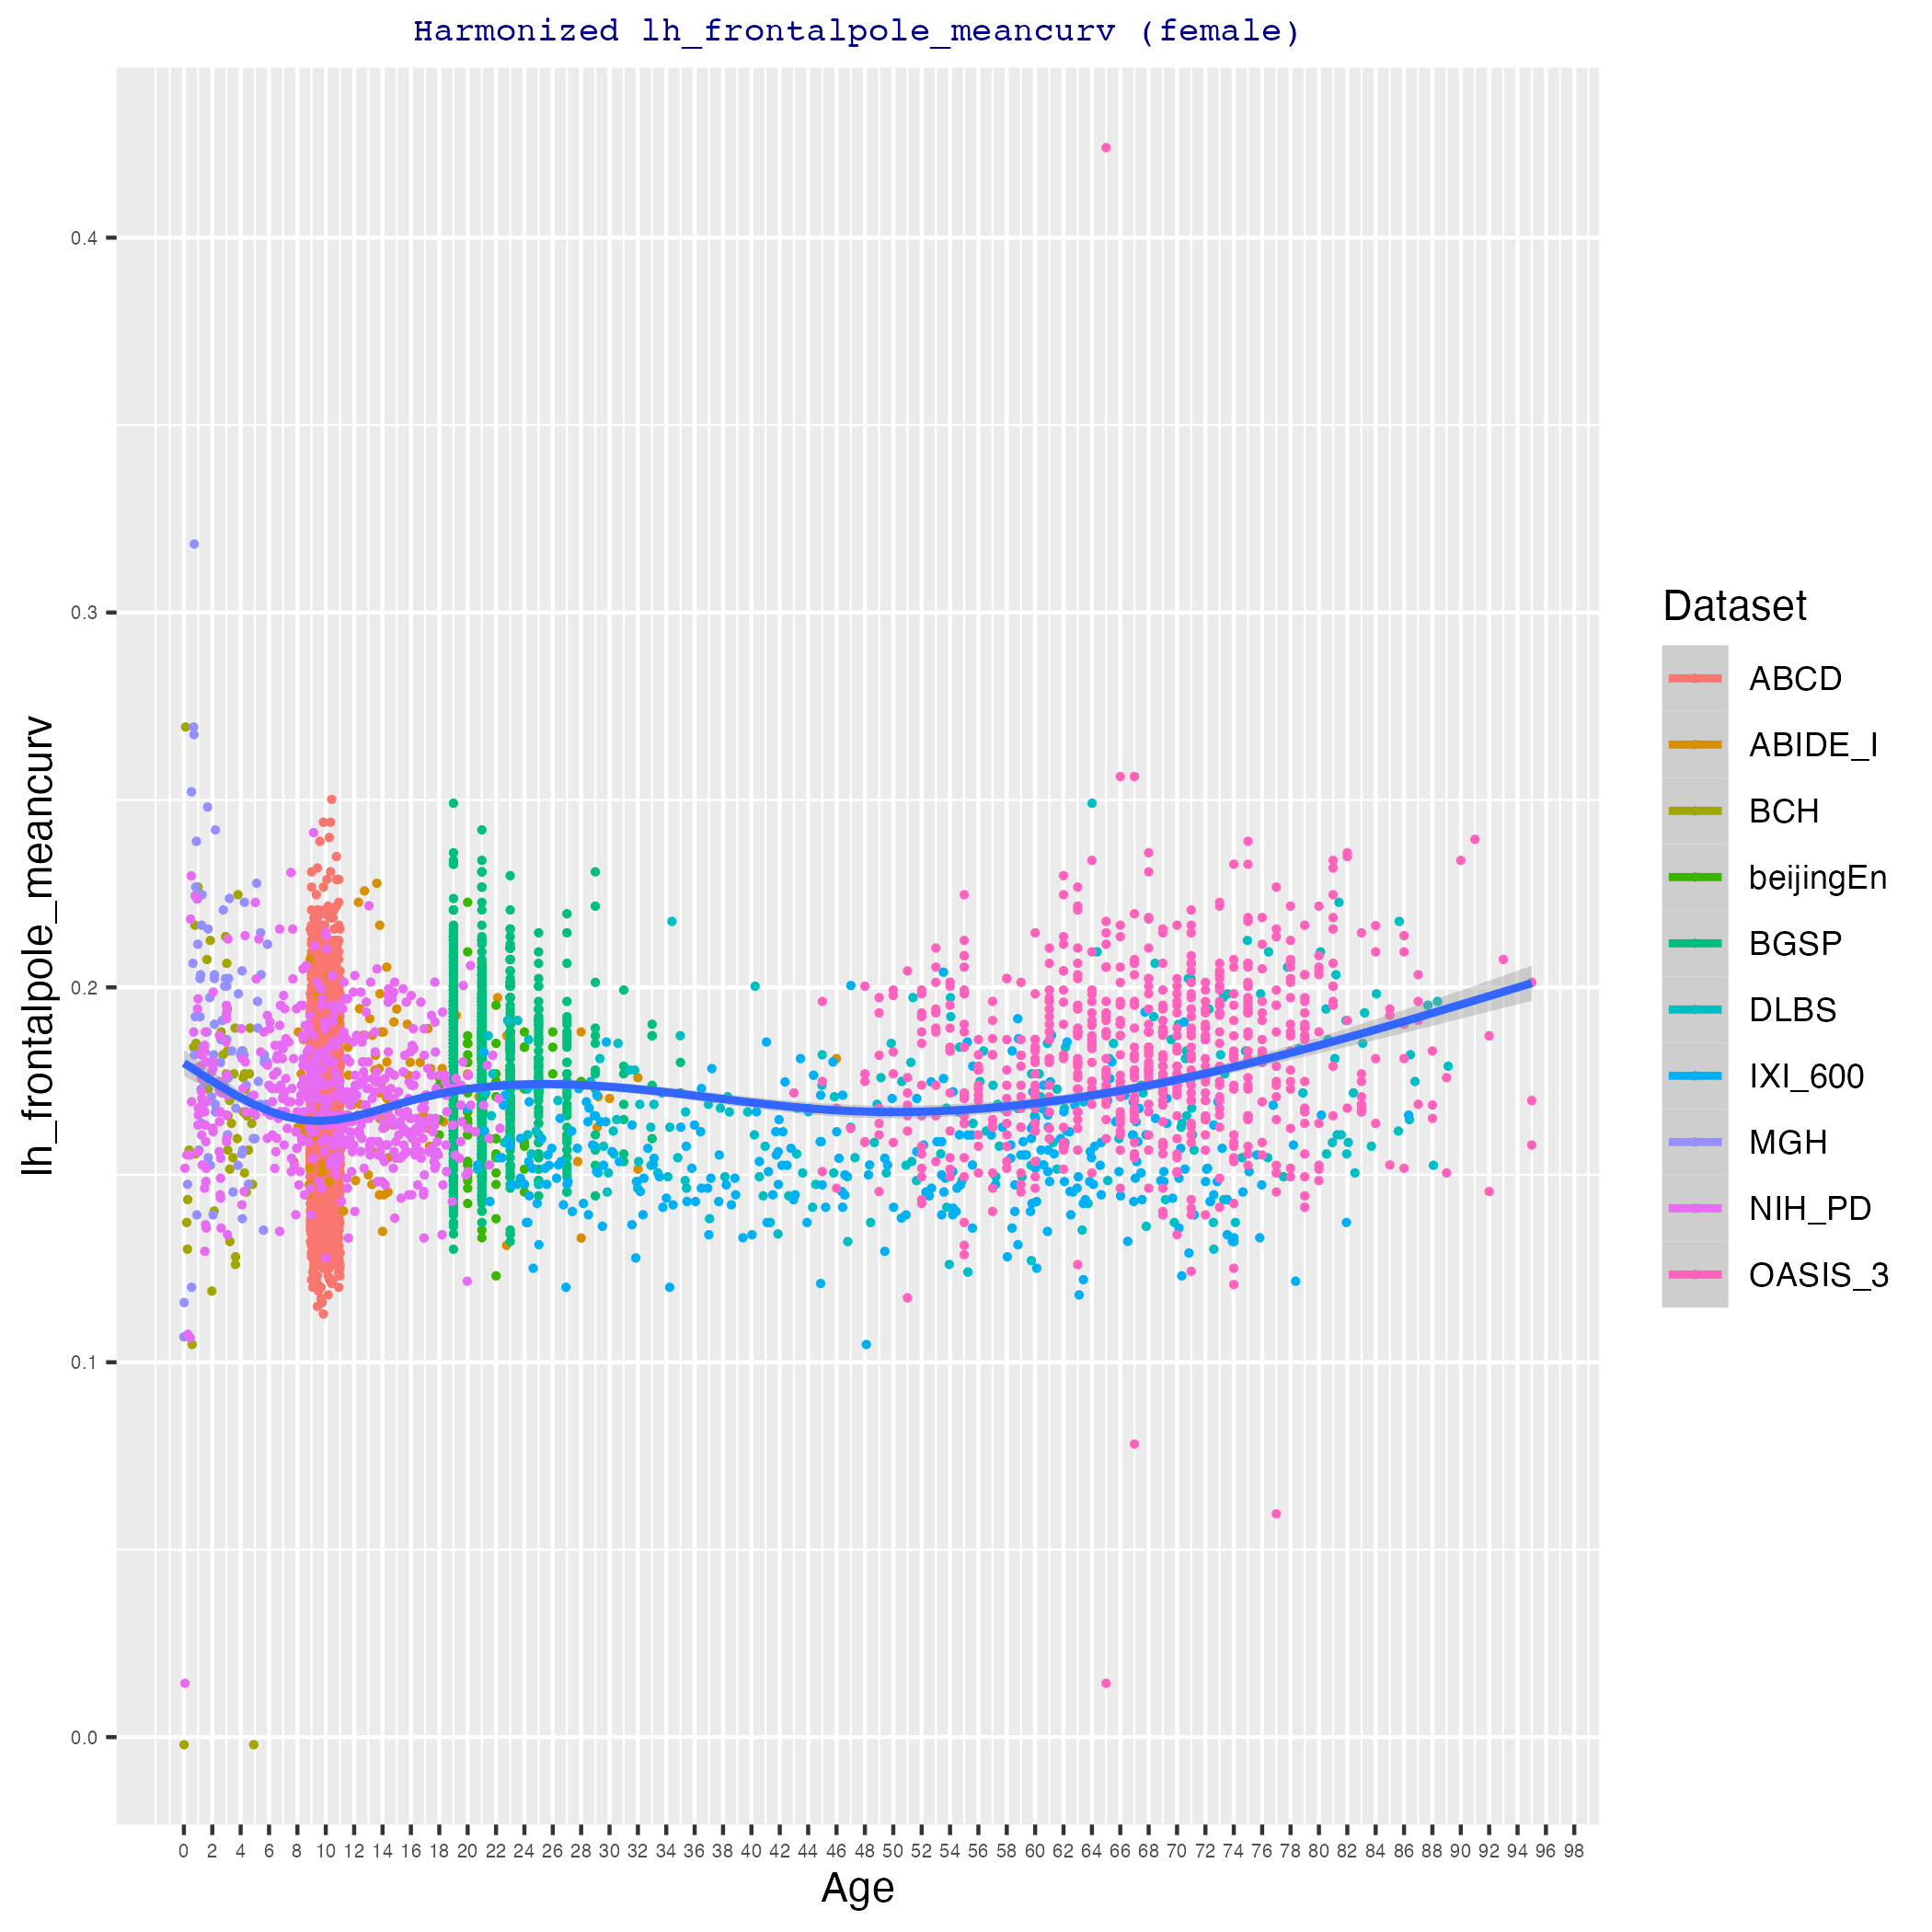 Harmonized lh_frontalpole_meancurv (female)
lh_frontalpole_meancurv
0.4
0.3
0.2
0.1
0.0
0 2 4 6 8 10 12 14 16 18 20 22 24 26 28 30 32 34 36 38 40 42 44 46 48 50 52 54 56 58 60 62 64 66 68 70 72 74 76 78 80 82 84 86 88 90 92 94 96 98
Age
Dataset
ABCD
ABIDE_I
BCH
beijingEn
BGSP
DLBS
IXI_600
MGH
NIH_PD
OASIS_3